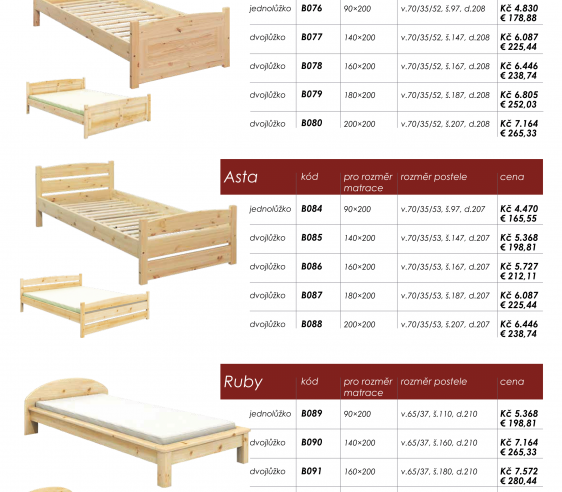 jednolůžko B076 90×200 v.70/35/52, š.97, d.208 Kč 4.830
€ 178,88
dvojlůžko B077 140×200 v.70/35/52, š.147, d.208 Kč 6.087
€ 225,44
dvojlůžko B078 160×200 v.70/35/52, š.167, d.208 Kč 6.446
€ 238,74
dvojlůžko B079 180×200 v.70/35/52, š.187, d.208 Kč 6.805
€ 252,03
dvojlůžko B080 200×200 v.70/35/52, š.207, d.208 Kč 7.164
€ 265,33
Asta kód pro rozměr rozměr postele cena
matrace
jednolůžko B084 90×200 v.70/35/53, š.97, d.207 Kč 4.470
€ 165,55
dvojlůžko B085 140×200 v.70/35/53, š.147, d.207 Kč 5.368
€ 198,81
dvojlůžko B086 160×200 v.70/35/53, š.167, d.207 Kč 5.727
€ 212,11
dvojlůžko B087 180×200 v.70/35/53, š.187, d.207 Kč 6.087
€ 225,44
dvojlůžko B088 200×200 v.70/35/53, š.207, d.207 Kč 6.446
€ 238,74
Ruby kód pro rozměr rozměr postele cena
matrace
jednolůžko B089 90×200 v.65/37, š.110, d.210 Kč 5.368
€ 198,81
dvojlůžko B090 140×200 v.65/37, š.160, d.210 Kč 7.164
€ 265,33
dvojlůžko B091 160×200 v.65/37, š.180, d.210 Kč 7.572
€ 280,44